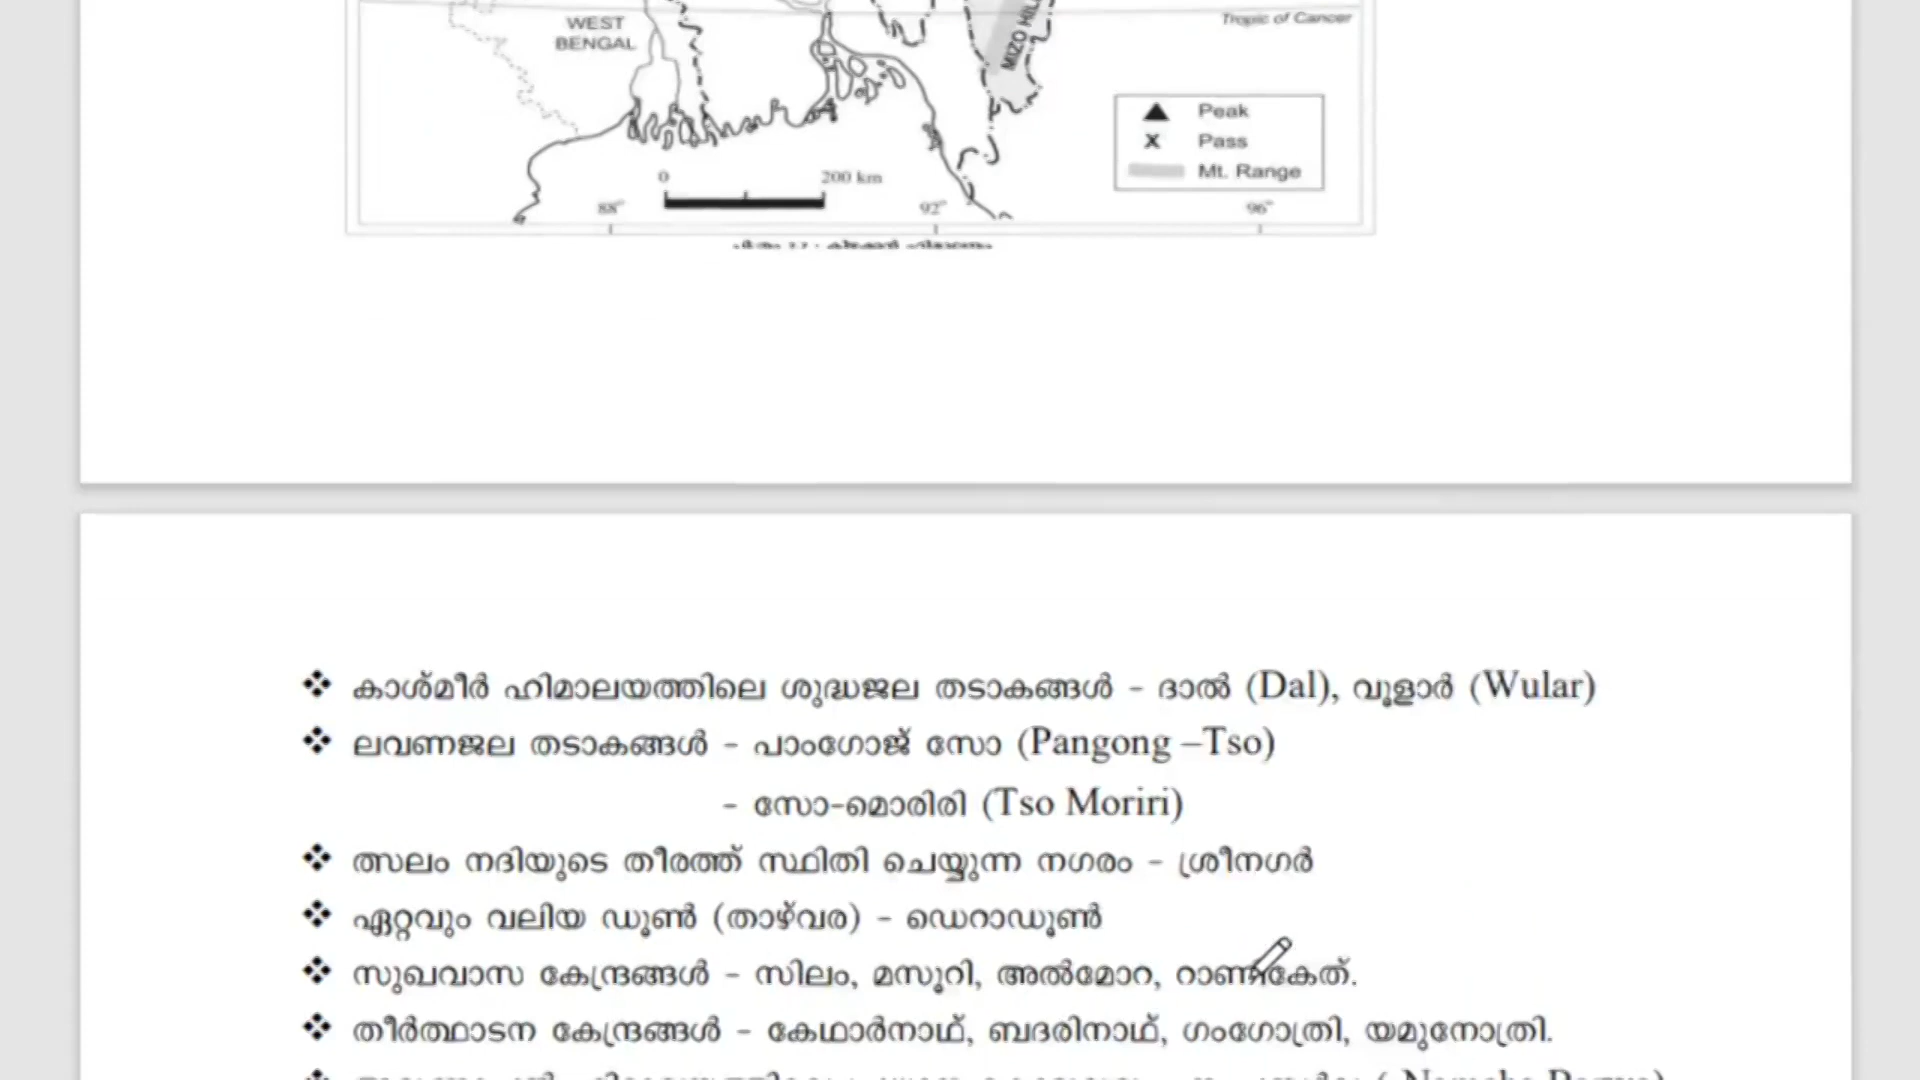 WEST
BENGAL
Tropic of Cancer
MIZO HIL
Peak
Pass
Mt. Range
0 200 km
88° 92° 96°
കാശ്മീർ ഹിമാലയത്തിലെ ശുദ്ധജല തടാകങ്ങൾ - ദാൽ (Dal), വൂളാർ (Wular)
ലവണജല തടാകങ്ങൾ - പാംഗോജ് സോ (Pangong –Tso)
- സോ-മൊരിരി (Tso Moriri)
ത്സലം നദിയുടെ തീരത്ത് സ്ഥിതി ചെയ്യുന്ന നഗരം - ശ്രീനഗർ
ഏറ്റവും വലിയ ഡൂൺ (താഴ്‌വര) - ഡെറാഡൂൺ
സുഖവാസ കേന്ദ്രങ്ങൾ - സിലം, മസൂറി, അൽമോറ, റാണികേത്.
തീർത്ഥാടന കേന്ദ്രങ്ങൾ - കേഥാർനാഥ്, ബദരിനാഥ്, ഗംഗോത്രി, യമുനോത്രി.